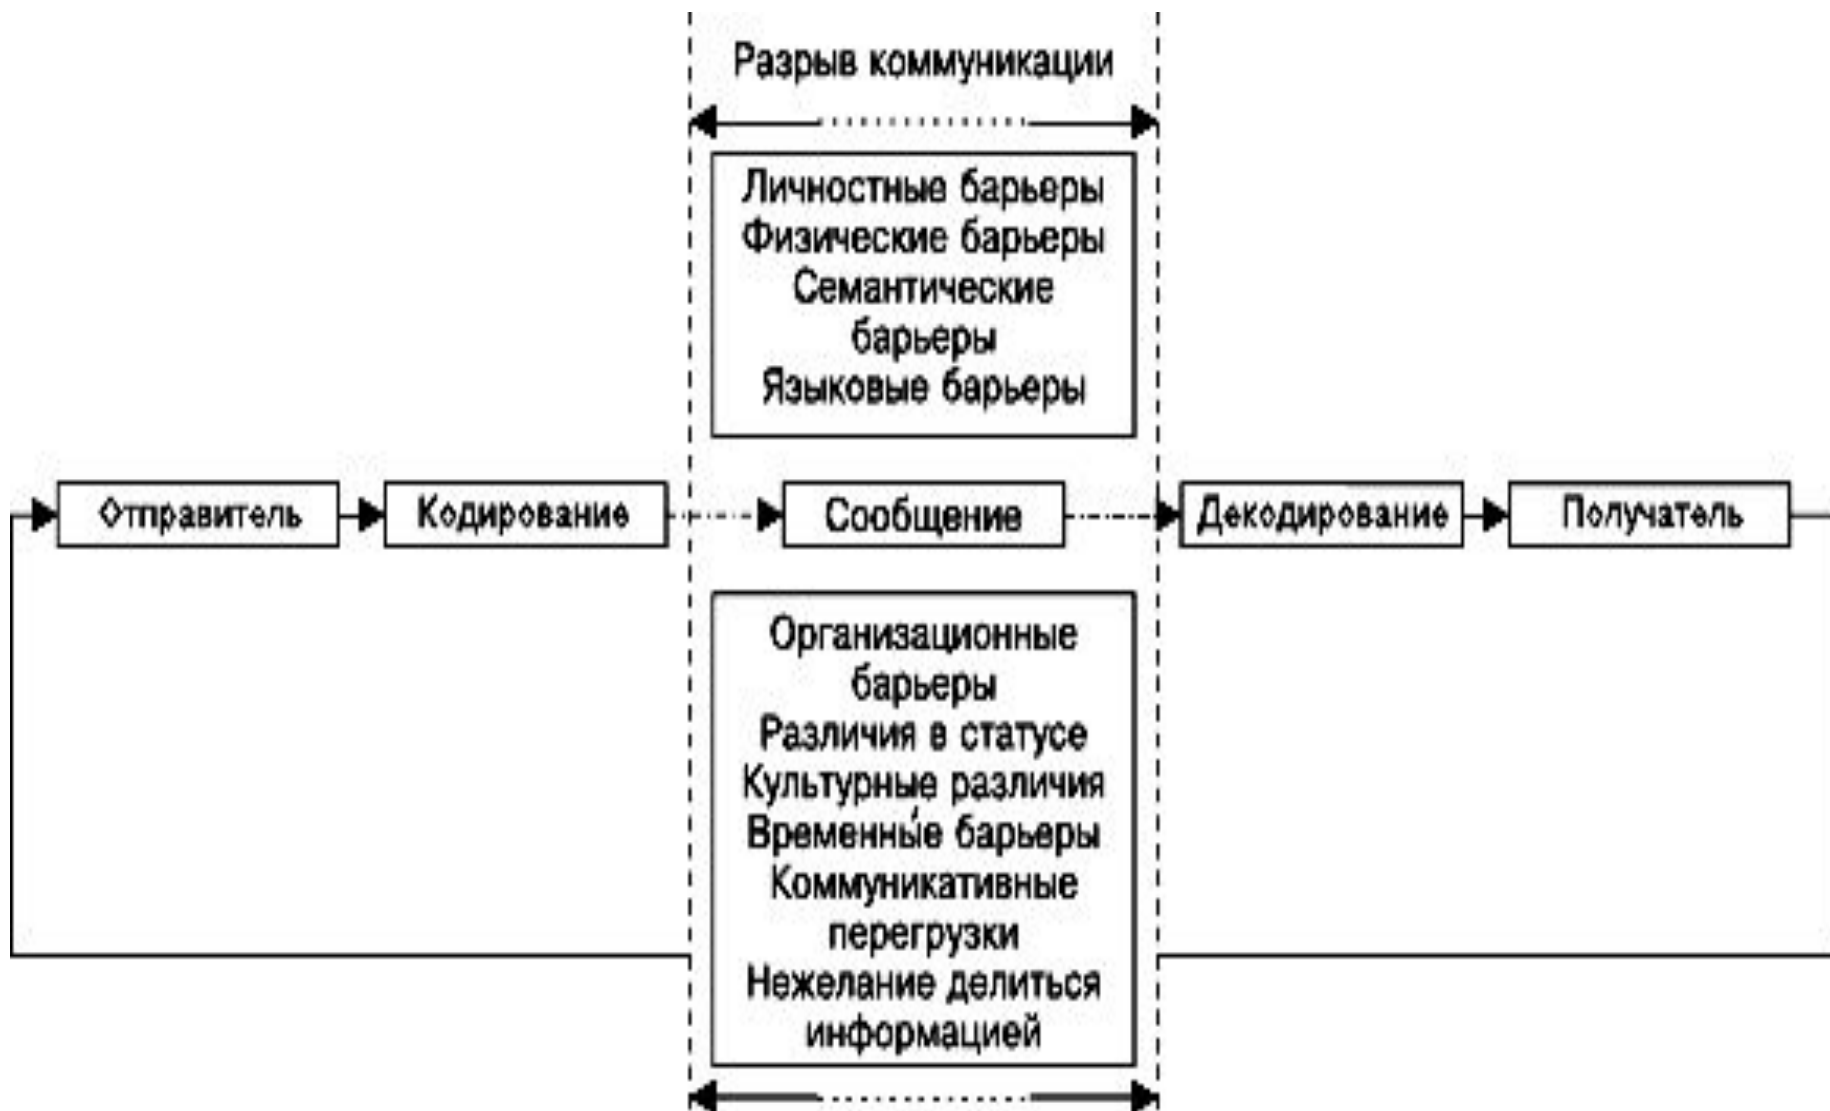 Разрыв коммуникации
Личностные барьеры
Физические барьеры
Семантические
барьеры
Языковые барьеры
Отправитель
Кодирование
Сообщение
Декодирование
Получатель
Организационные
барьеры
Различия в статусе
Культурные различия
Временны́е барьеры
Коммуникативные
перегрузки
Нежелание делиться
информацией